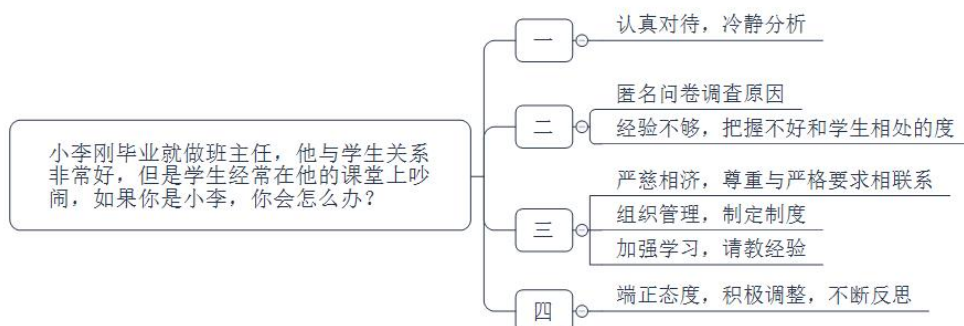 小李刚毕业就做班主任，他与学生关系
非常好，但是学生经常在他的课堂上吵
闹，如果你是小李，你会怎么办？
一
认真对待，冷静分析
二
匿名问卷调查原因
经验不够，把握不好和学生相处的度
三
严慈相济，尊重与严格要求相联系
组织管理，制定制度
加强学习，请教经验
四
端正态度，积极调整，不断反思